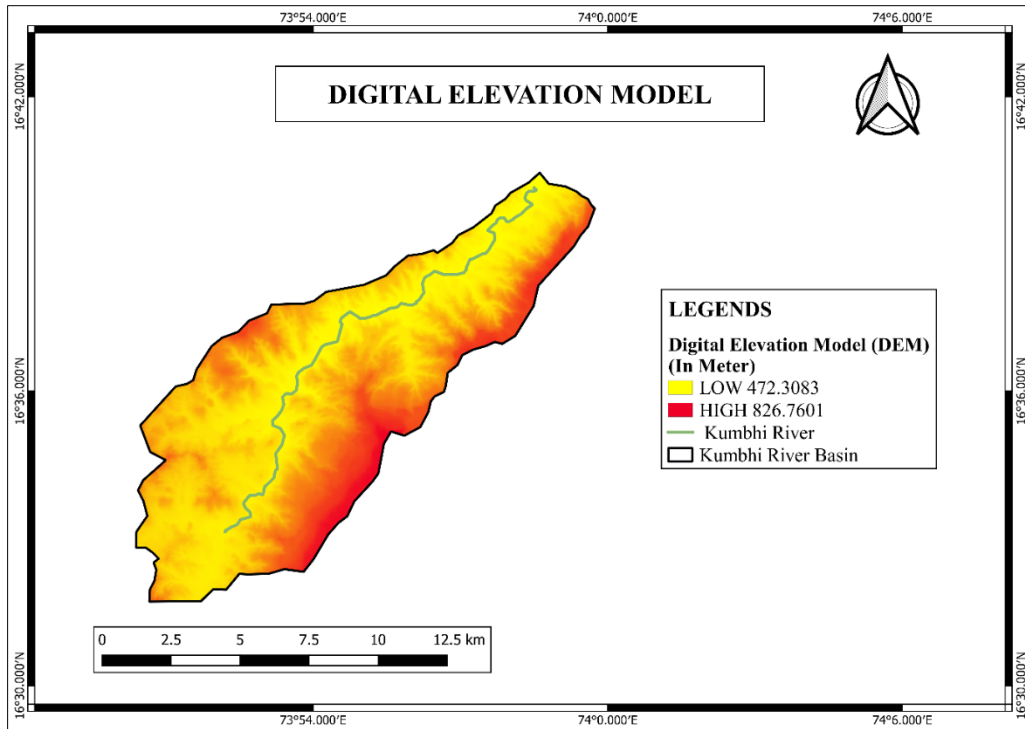 73°54.000′E 74°0.000′E 74°6.000′E
16°42.000′N 16°42.000′N
DIGITAL ELEVATION MODEL
LEGENDS
Digital Elevation Model (DEM)
(In Meter)
LOW 472.3083
HIGH 826.7601
Kumbhi River
Kumbhi River Basin
16°36.000′N 16°36.000′N
0 2.5 5 7.5 10 12.5 km
16°30.000′N 16°30.000′N
73°54.000′E 74°0.000′E 74°6.000′E